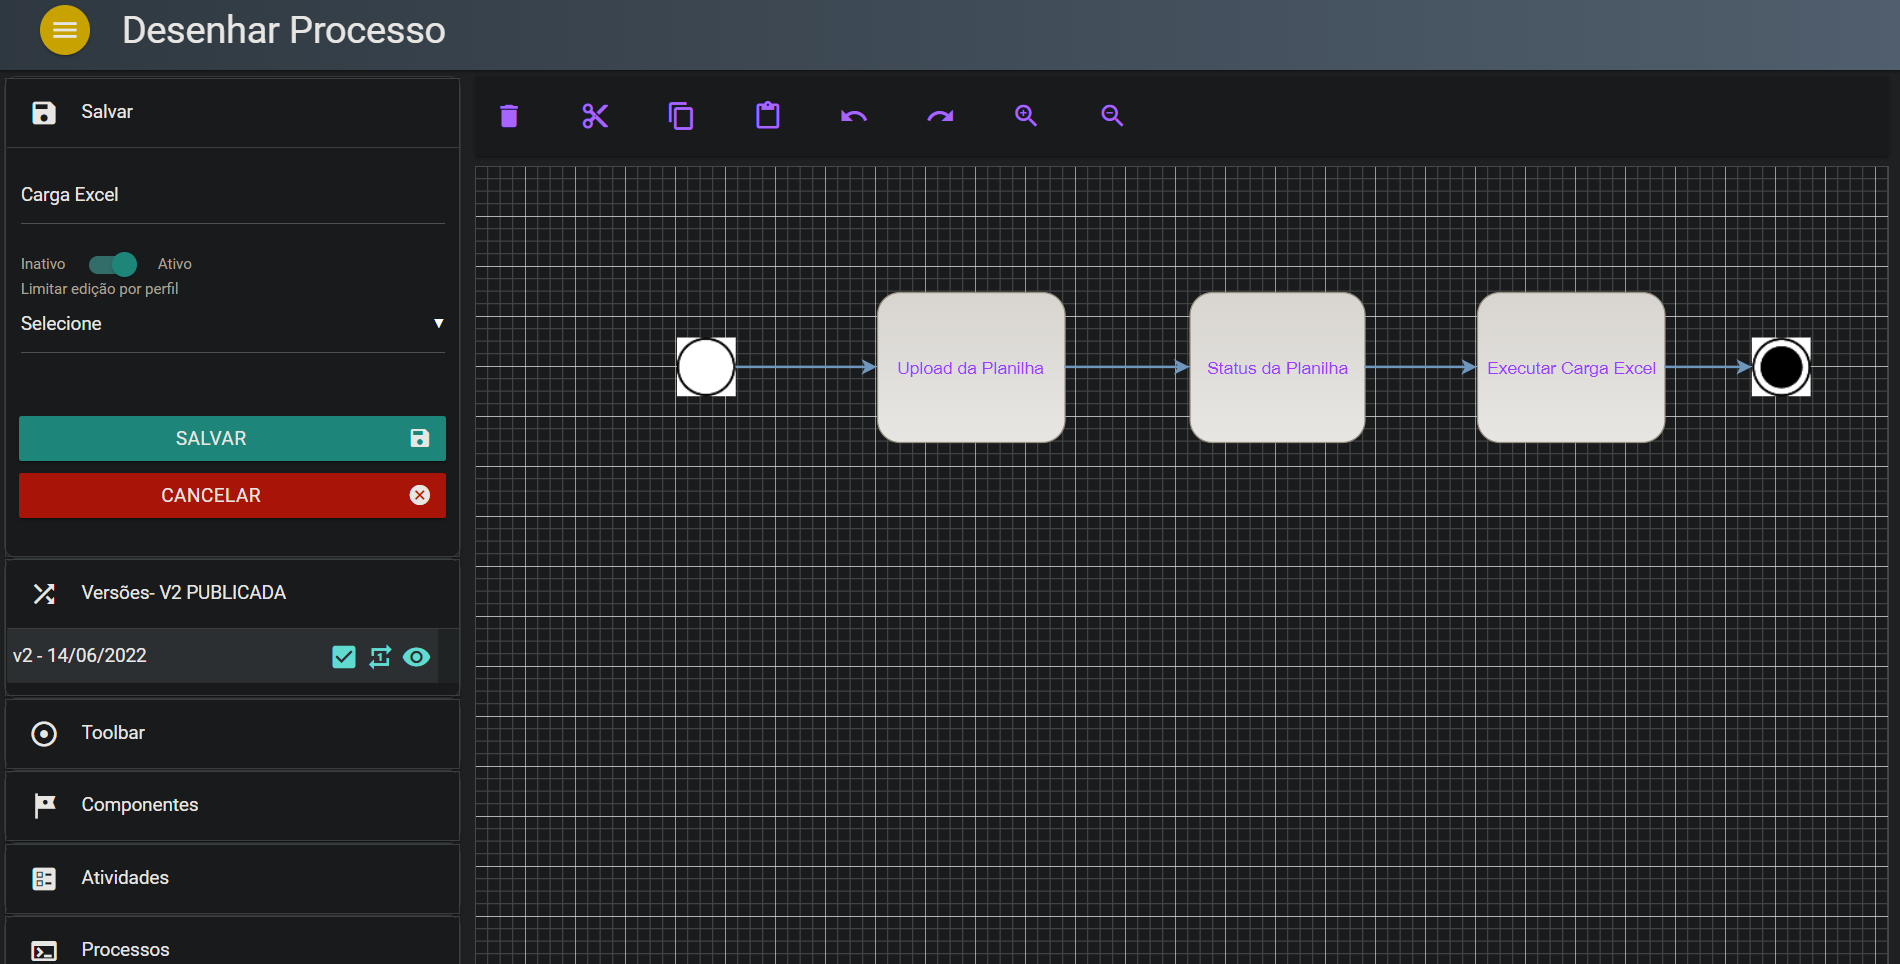 Desenhar Processo
Salvar
Carga Excel
Inativo Ativo
Limitar edição por perfil
Selecione
SALVAR
CANCELAR
Versões- V2 PUBLICADA
v2 - 14/06/2022
Toolbar
Componentes
Atividades
Processos
Upload da Planilha
Status da Planilha
Executar Carga Excel